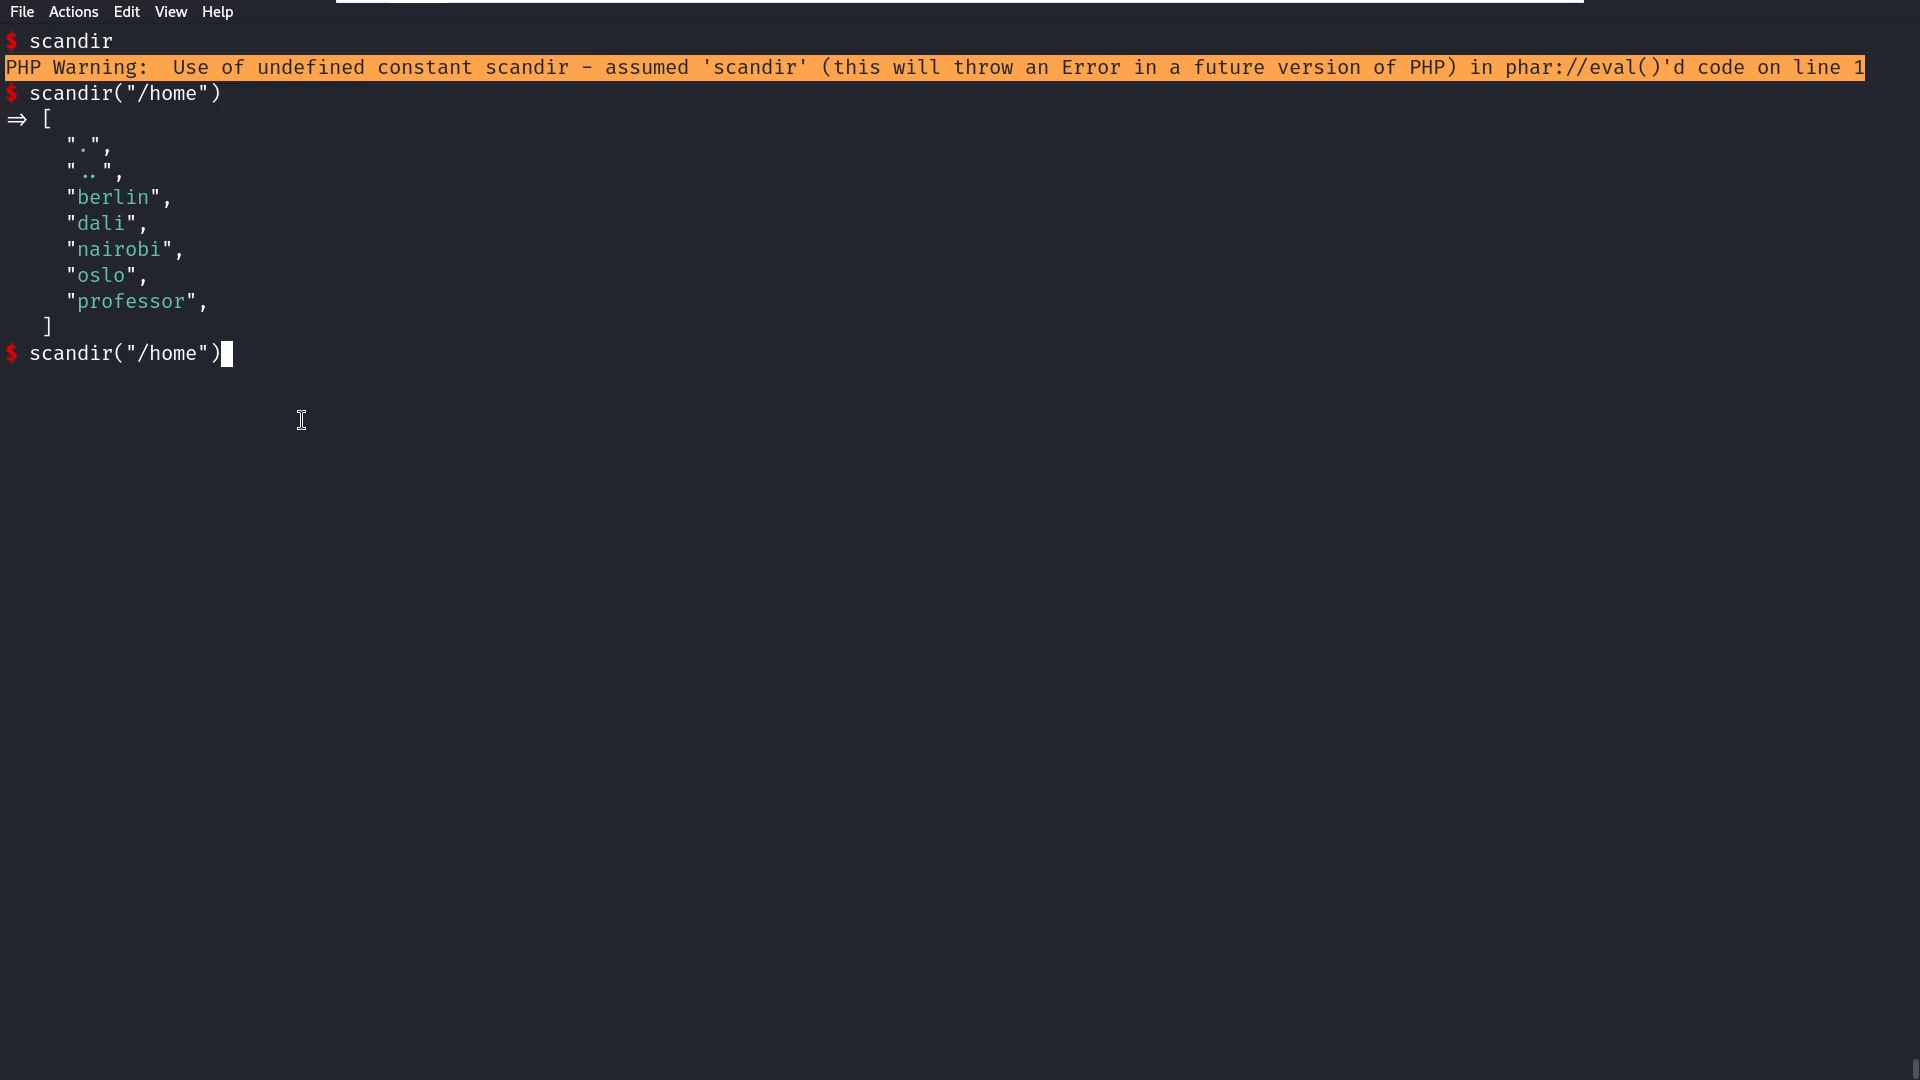 File Actions Edit View Help
$ scandir
PHP Warning:  Use of undefined constant scandir - assumed 'scandir' (this will throw an Error in a future version of PHP) in phar://eval()'d code on line 1
$ scandir("/home")
⇒ [
".",
"..",
"berlin",
"dali",
"nairobi",
"oslo",
"professor",
]
$ scandir("/home")